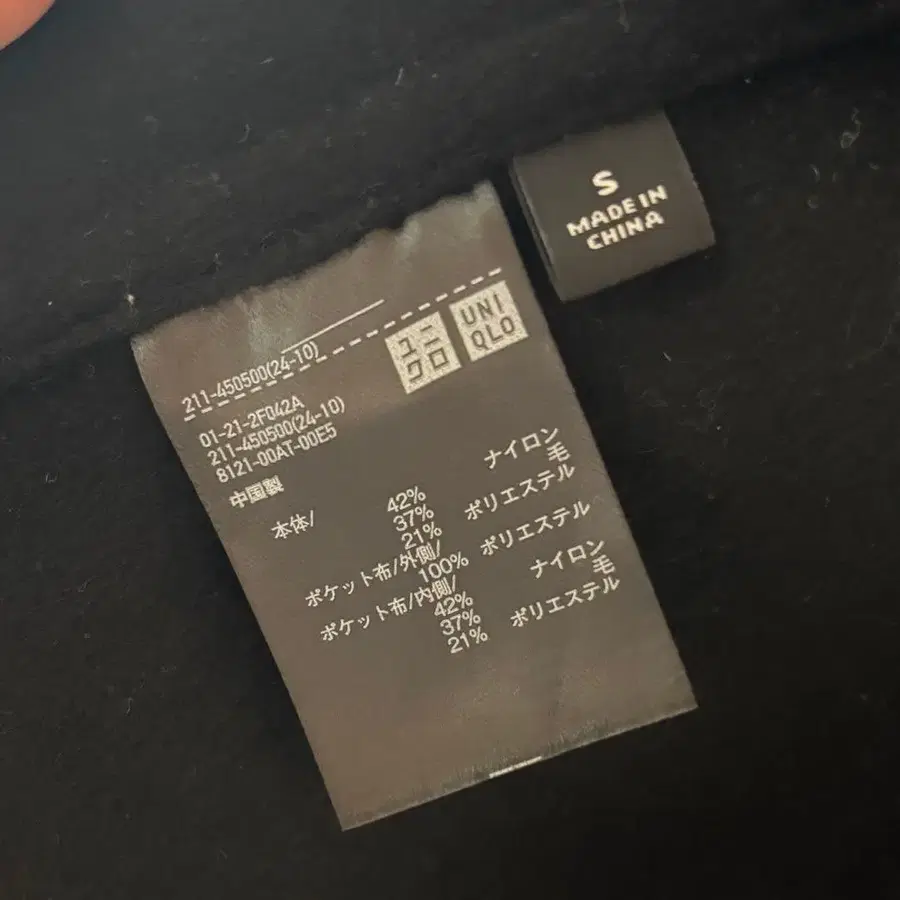 S
MADE IN
CHINA
ユニ
クロ
UNI
QLO
211-450500(24-10)
01-21-2F042A
211-450500(24-10)
8121-00AT-00E5
中国製
本体/ 42% ナイロン
37% 毛
21% ポリエステル
ポケット布/外側/
100% ポリエステル
ポケット布/内側/
42% ナイロン
37% 毛
21% ポリエステル